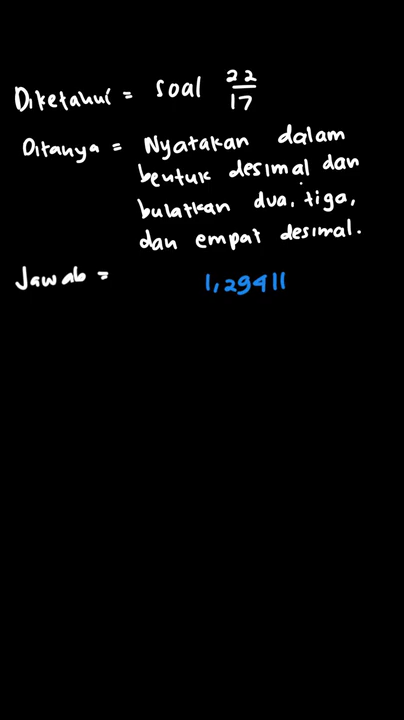 Diketahui = soal 22/17
Ditanya = Nyatakan dalam
bentuk desimal dan
bulatkan dua, tiga,
dan empat desimal.
Jawab =
1,29411